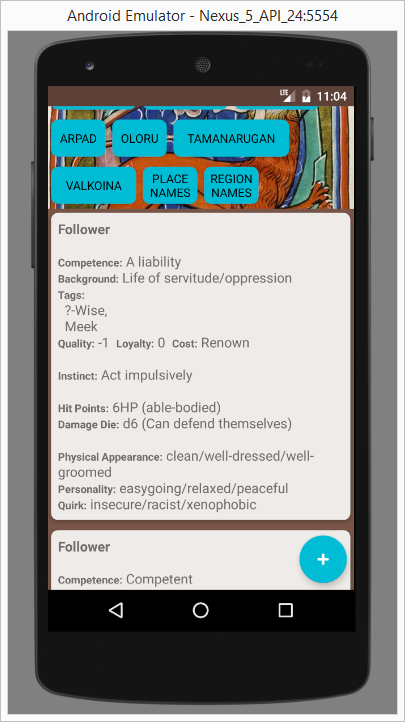 Android Emulator - Nexus_5_API_24:5554
LTE 11:04
ARPAD OLORU TAMANARUGAN
VALKOINA PLACE NAMES REGION NAMES
Follower
Competence: A liability
Background: Life of servitude/oppression
Tags:
?-Wise,
Meek
Quality: -1 Loyalty: 0 Cost: Renown
Instinct: Act impulsively
Hit Points: 6HP (able-bodied)
Damage Die: d6 (Can defend themselves)
Physical Appearance: clean/well-dressed/well-
groomed
Personality: easygoing/relaxed/peaceful
Quirk: insecure/racist/xenophobic
Follower
Competence: Competent
+